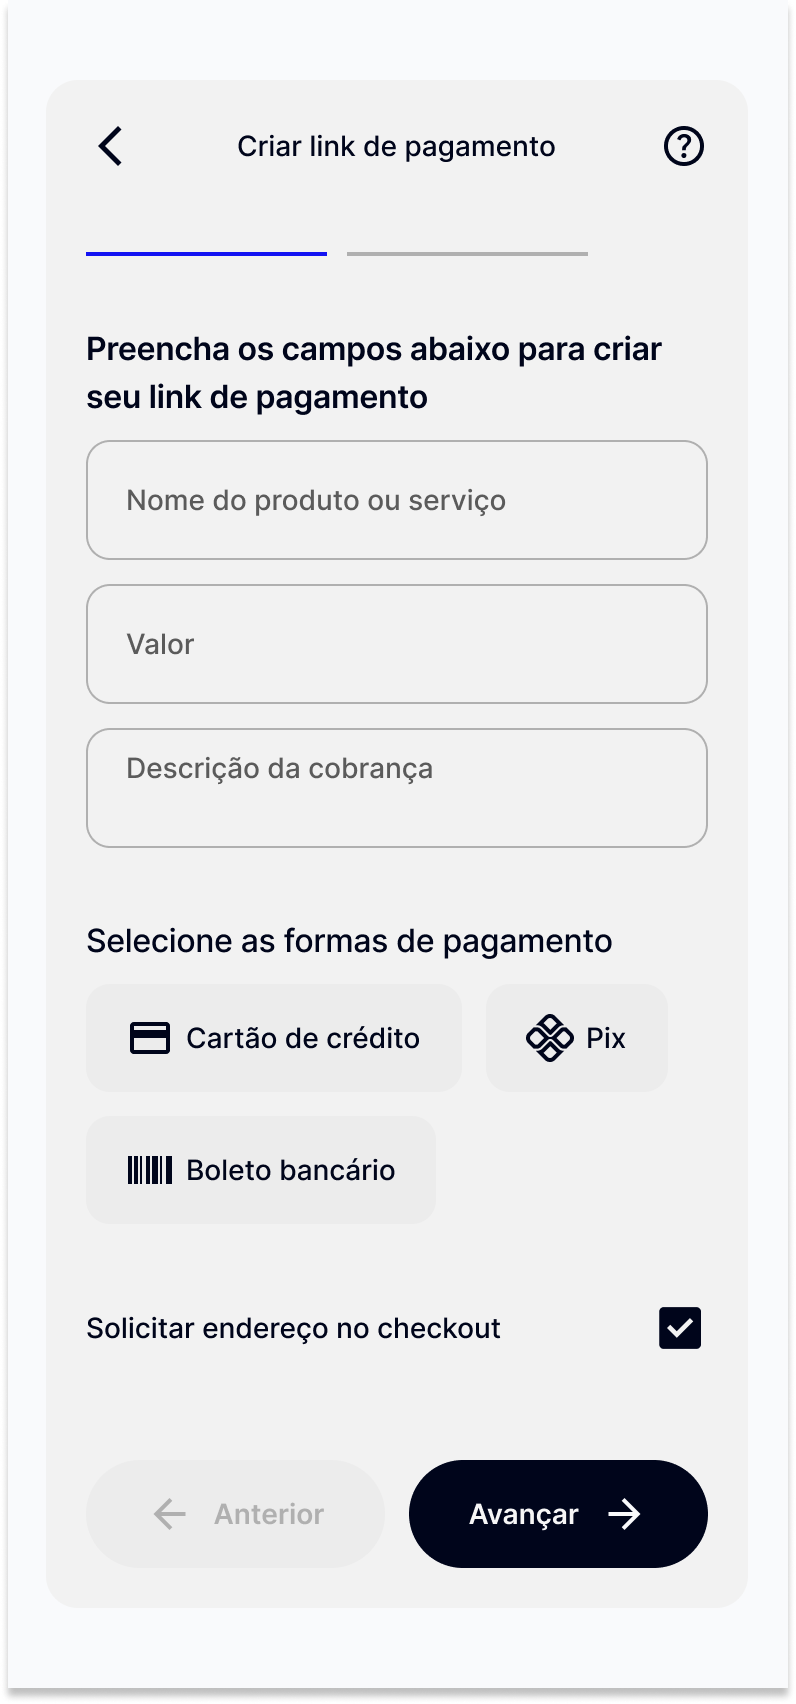 Criar link de pagamento
Preencha os campos abaixo para criar
seu link de pagamento
Nome do produto ou serviço
Valor
Descrição da cobrança
Selecione as formas de pagamento
Cartão de crédito
Pix
Boleto bancário
Solicitar endereço no checkout
Anterior
Avançar